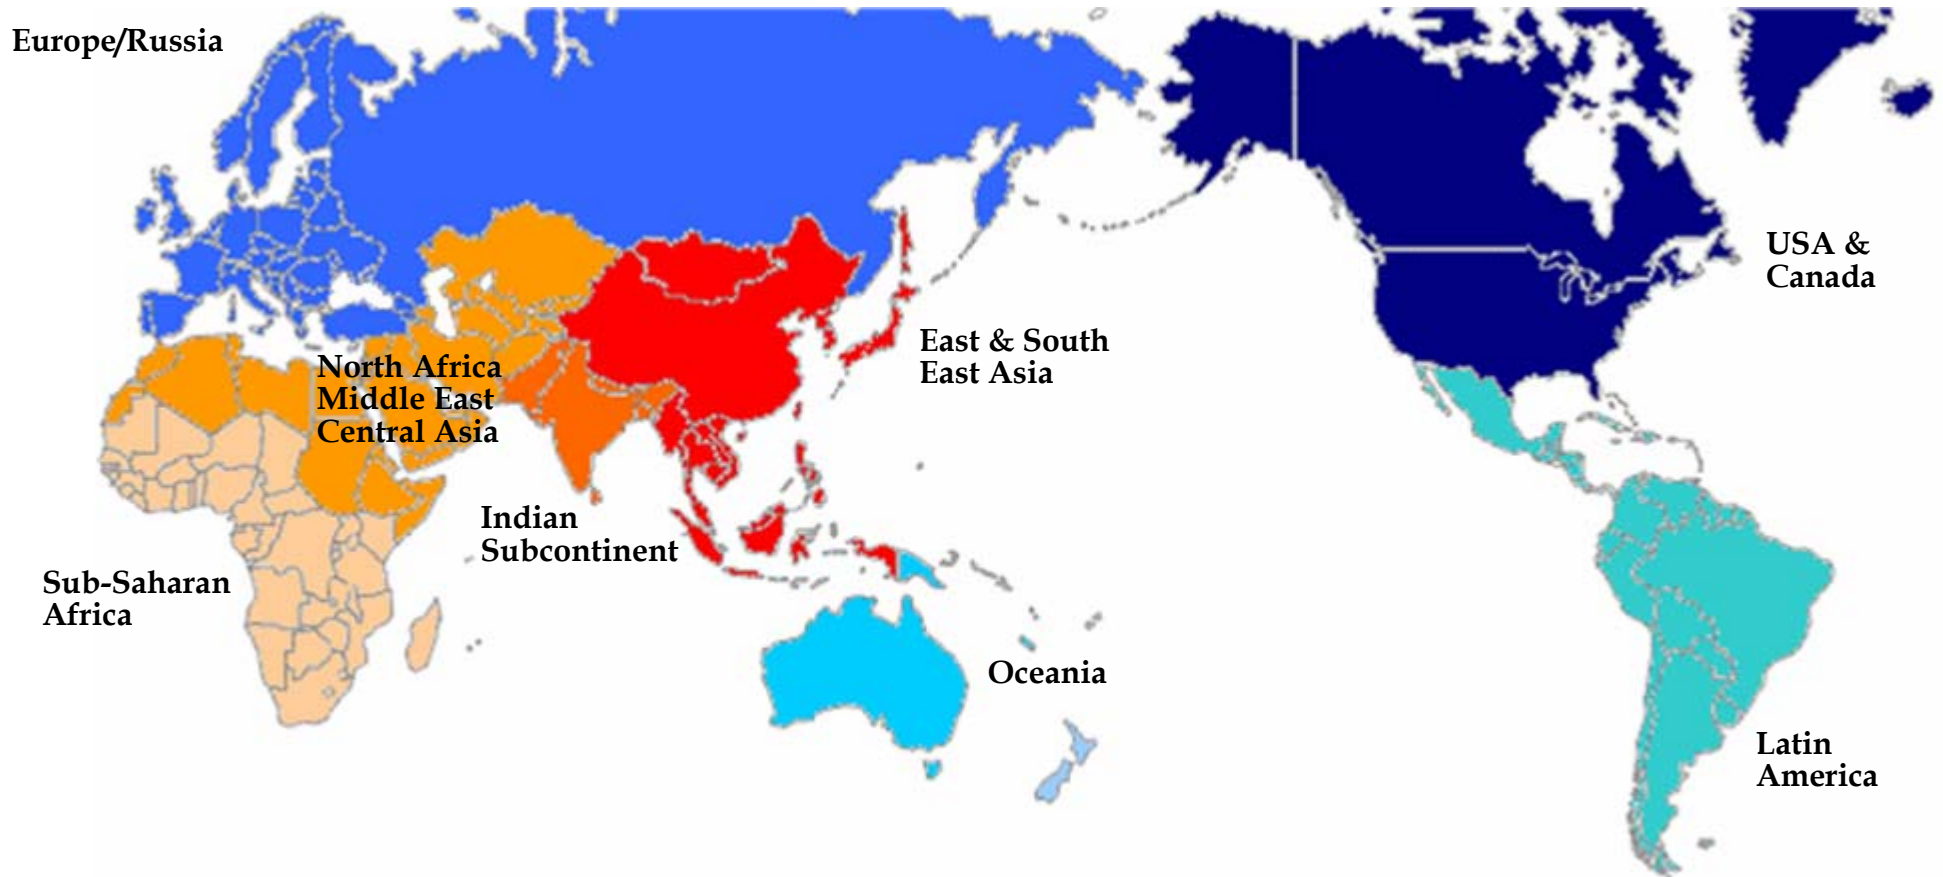 Europe/Russia
USA &
Canada
East & South
East Asia
North Africa
Middle East
Central Asia
Indian
Subcontinent
Sub-Saharan
Africa
Oceania
Latin
America